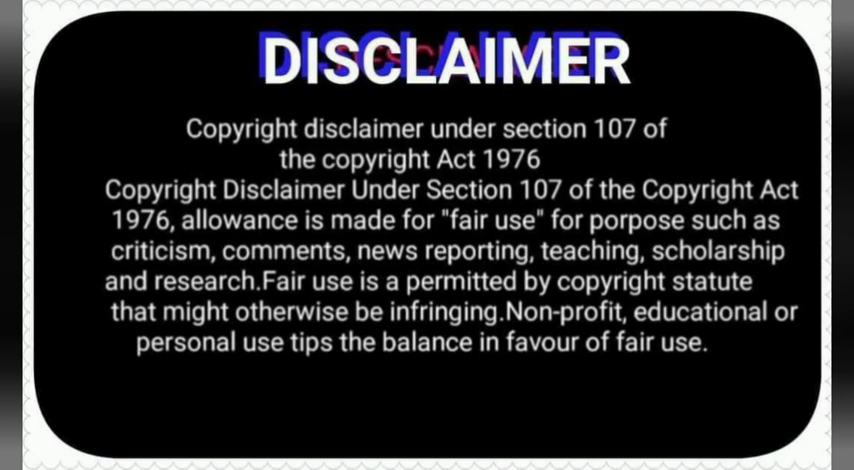 DISCLAIMER
Copyright disclaimer under section 107 of
the copyright Act 1976
Copyright Disclaimer Under Section 107 of the Copyright Act
1976, allowance is made for "fair use" for porpose such as
criticism, comments, news reporting, teaching, scholarship
and research.Fair use is a permitted by copyright statute
that might otherwise be infringing.Non-profit, educational or
personal use tips the balance in favour of fair use.